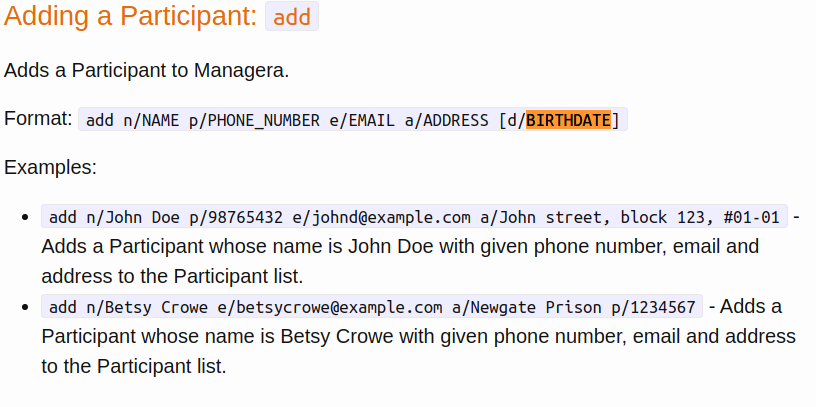 Adding a Participant: add
Adds a Participant to Managera.
Format: add n/NAME p/PHONE_NUMBER e/EMAIL a/ADDRESS [d/BIRTHDATE]
Examples:
• add n/John Doe p/98765432 e/johnd@example.com a/John street, block 123, #01-01 -
Adds a Participant whose name is John Doe with given phone number, email and
address to the Participant list.
• add n/Betsy Crowe e/betsycrowe@example.com a/Newgate Prison p/1234567 - Adds a
Participant whose name is Betsy Crowe with given phone number, email and address
to the Participant list.